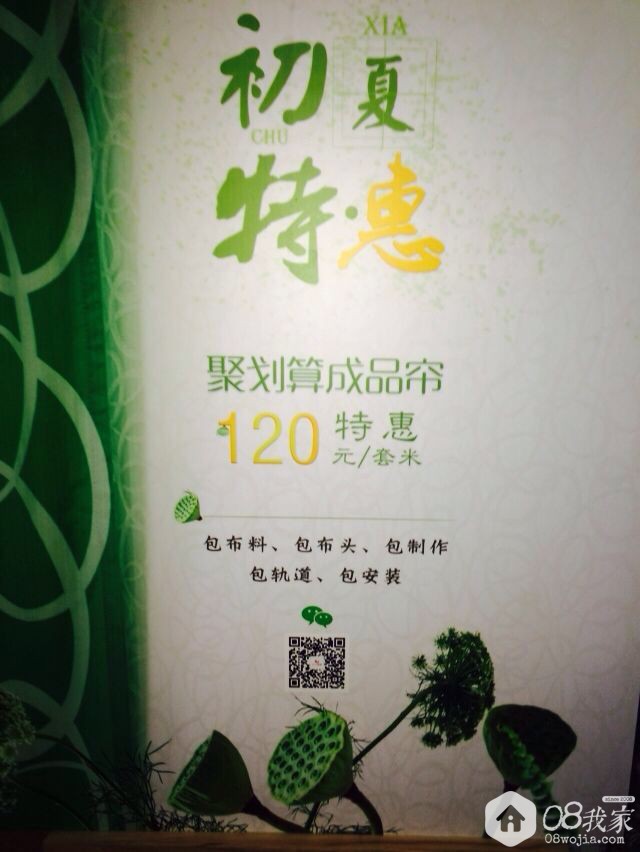 XIA
初夏
CHU
特·惠
聚划算成品帘
120 特惠
元/套米
包布料、包布头、包制作
包轨道、包安装
08我家
08wojia.com